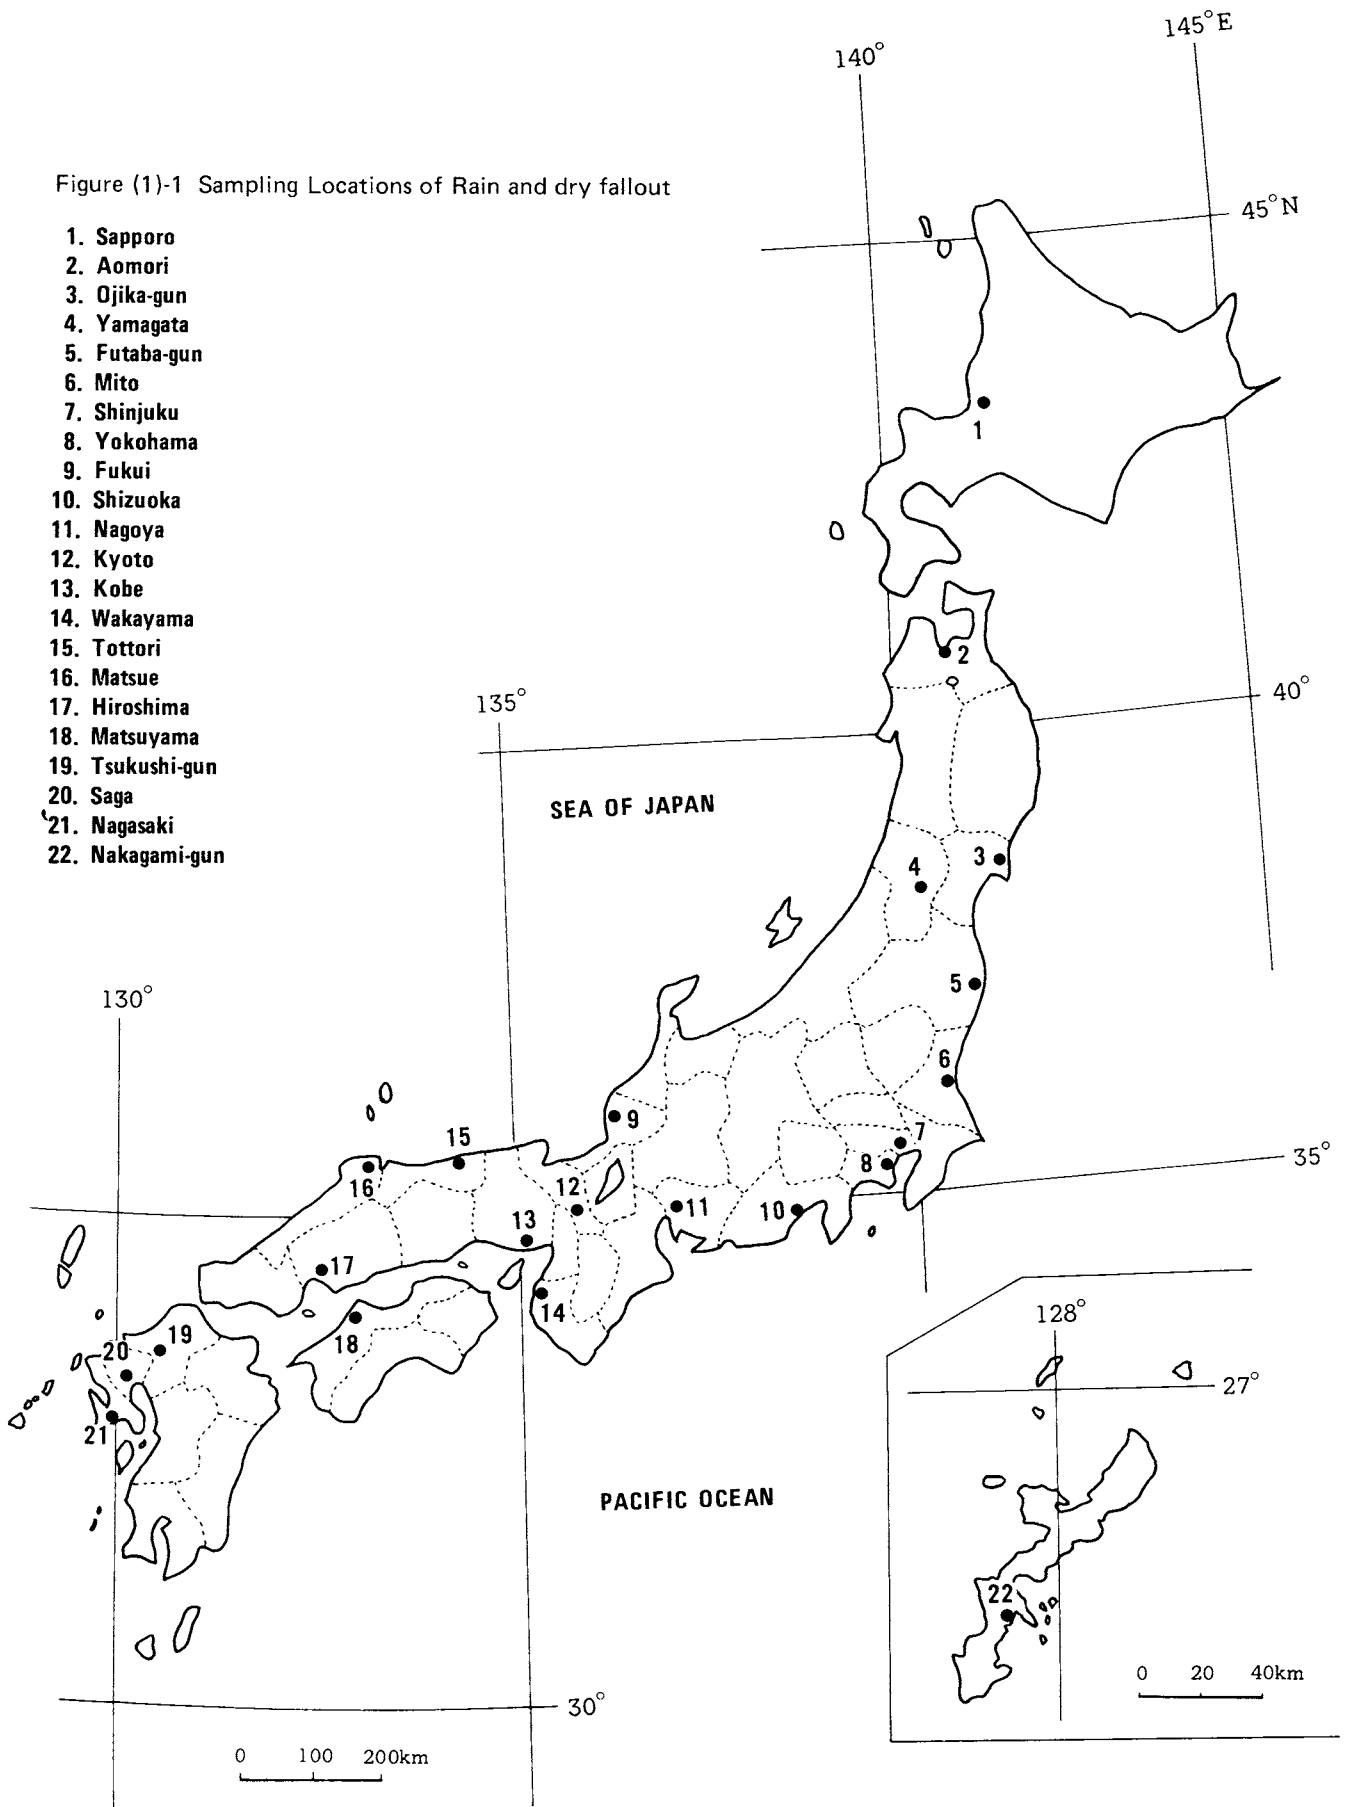 140°
145°E
Figure (1)-1 Sampling Locations of Rain and dry fallout
45°N
1. Sapporo
2. Aomori
3. Ojika-gun
4. Yamagata
5. Futaba-gun
6. Mito
7. Shinjuku
8. Yokohama
9. Fukui
10. Shizuoka
11. Nagoya
12. Kyoto
13. Kobe
14. Wakayama
15. Tottori
16. Matsue
17. Hiroshima
18. Matsuyama
19. Tsukushi-gun
20. Saga
21. Nagasaki
22. Nakagami-gun
1
2
135°
40°
SEA OF JAPAN
3
4
5
130°
6
9
7
15
8
35°
16
12
11
10
13
17
14
128°
19
18
20
27°
21
PACIFIC OCEAN
22
0 20 40km
30°
0 100 200km